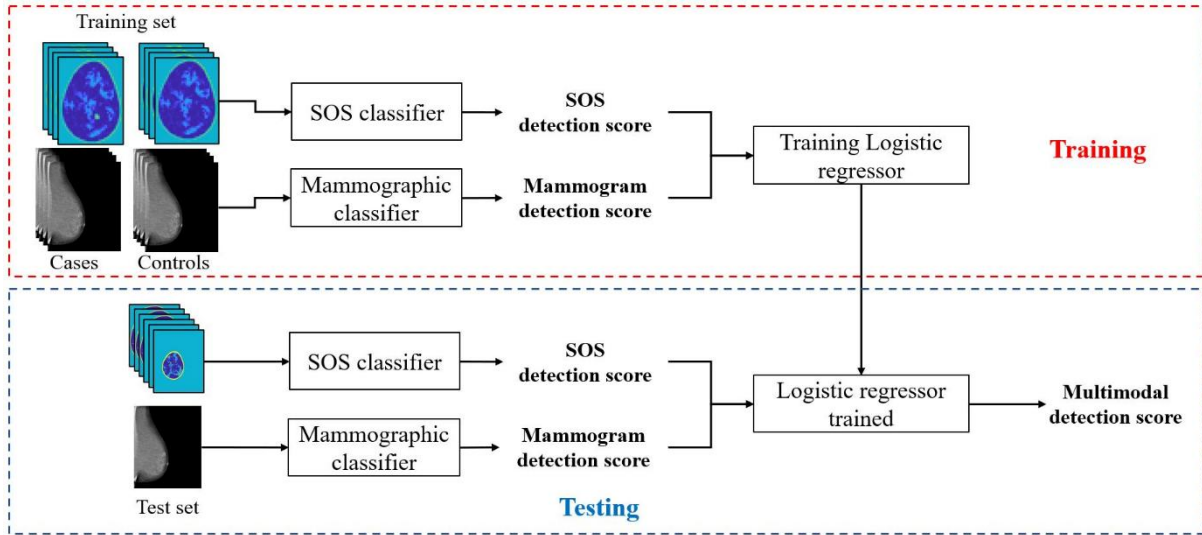 Training set
SOS classifier
SOS
detection score
Mammographic
classifier
Mammogram
detection score
Training Logistic
regressor
Training
Cases
Controls
SOS classifier
SOS
detection score
Mammographic
classifier
Mammogram
detection score
Logistic regressor
trained
Multimodal
detection score
Test set
Testing